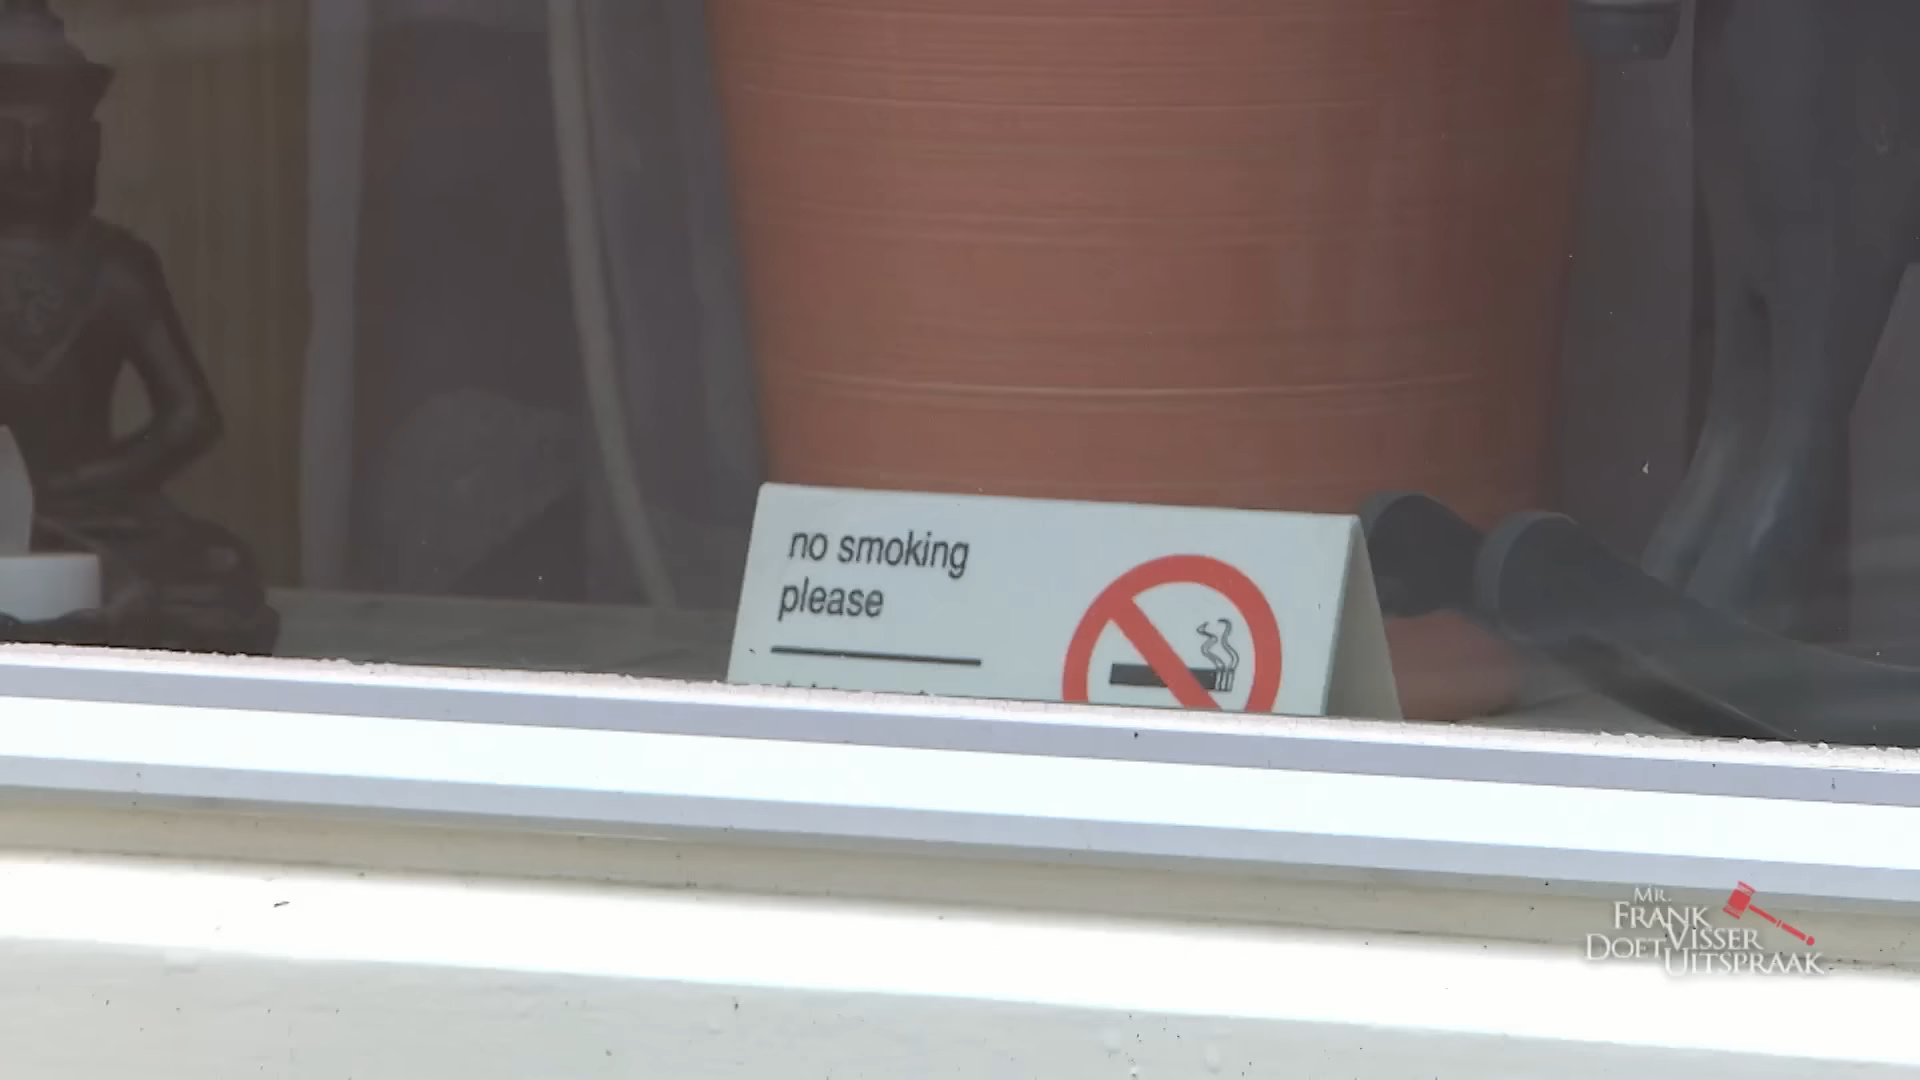 no smoking
please
MR.
FRANK
VISSER
DOET
UITSPRAAK